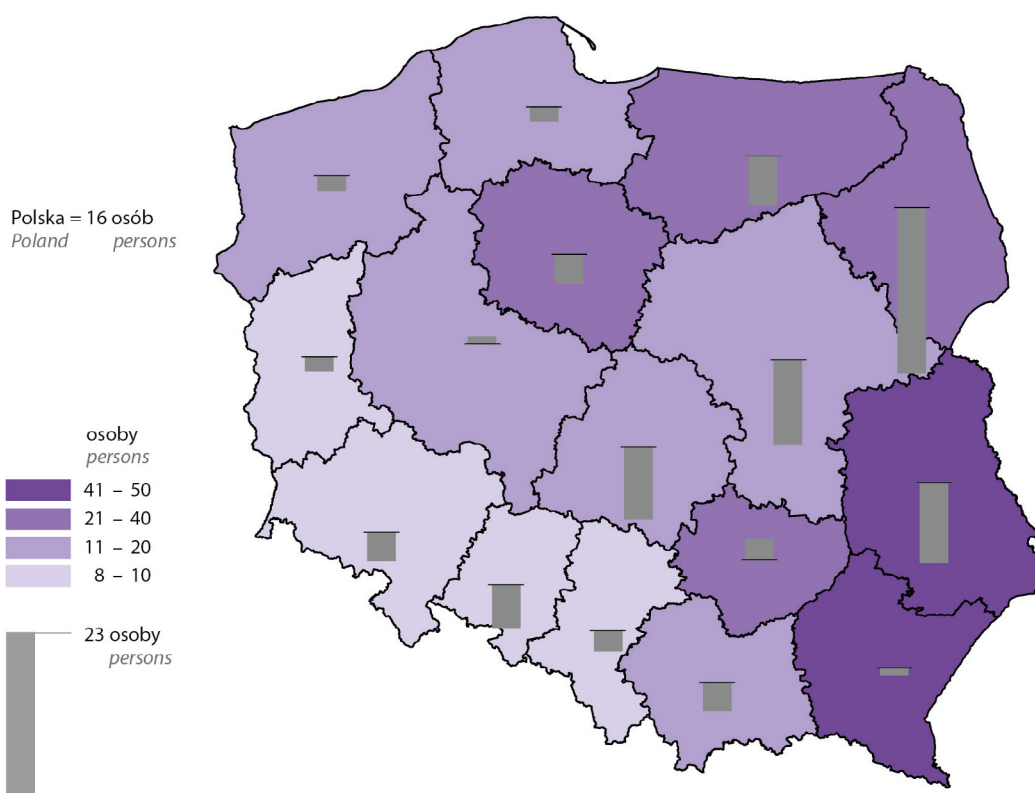 Polska = 16 osób
Poland persons
osoby
persons
41 – 50
21 – 40
11 – 20
8 – 10
23 osoby
persons